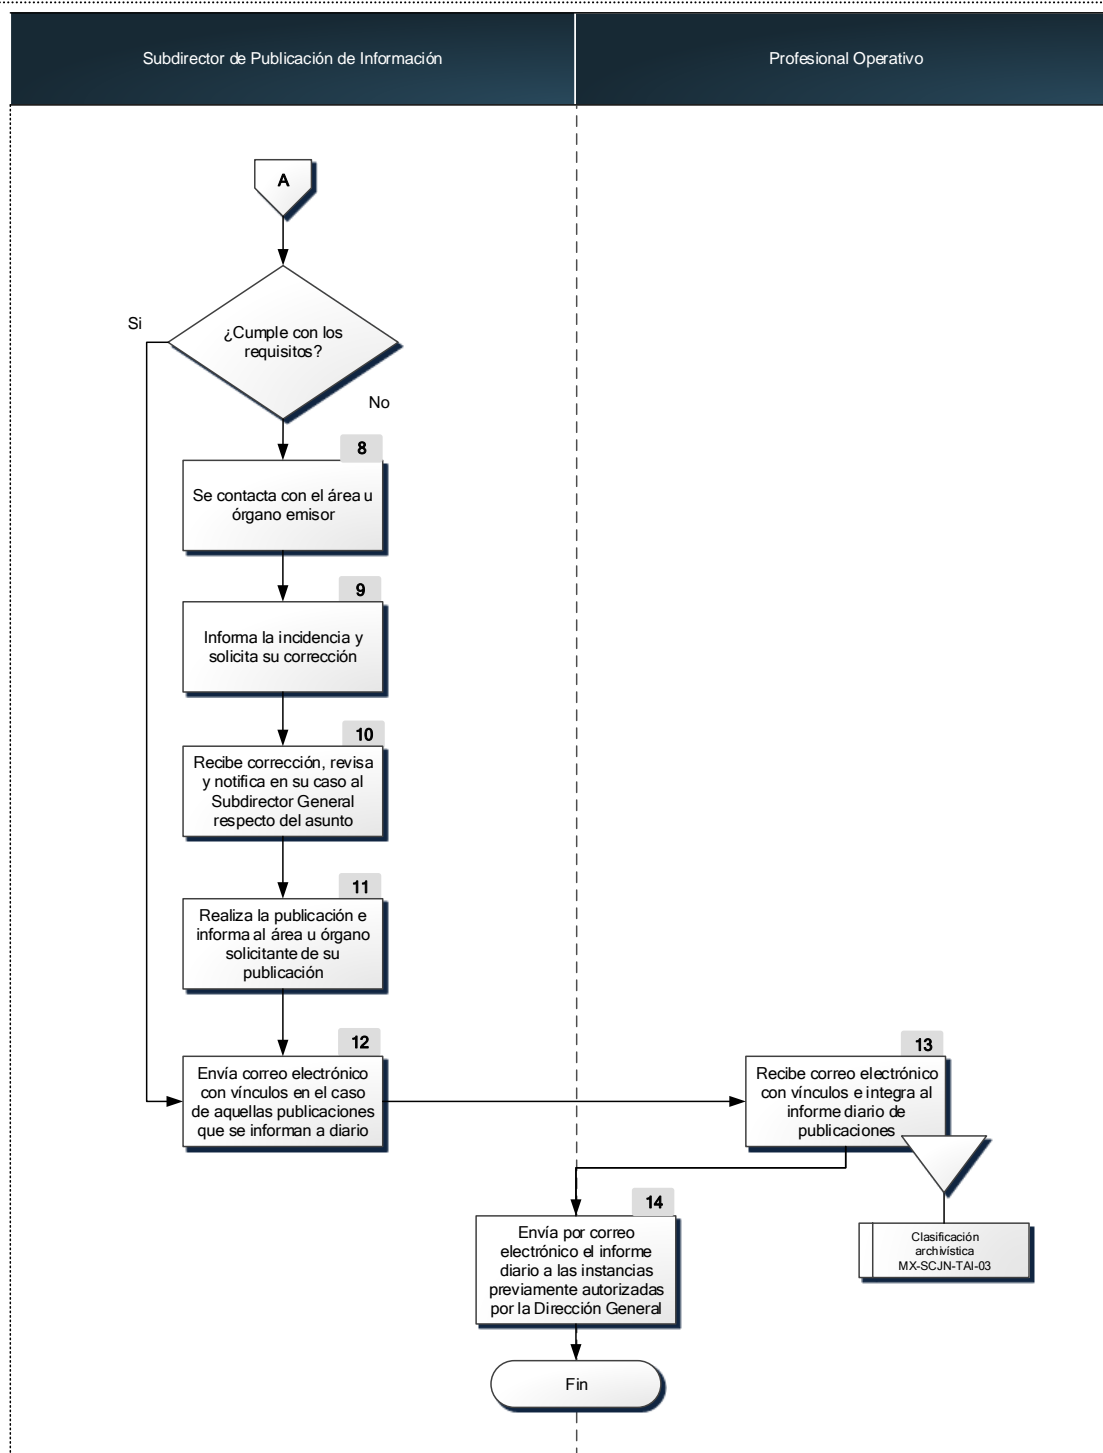 Subdirector de Publicación de Información
Profesional Operativo
A
Si
¿Cumple con los
requisitos?
No
8
Se contacta con el área u
órgano emisor
9
Informa la incidencia y
solicita su corrección
10
Recibe corrección, revisa
y notifica en su caso al
Subdirector General
respecto del asunto
11
Realiza la publicación e
informa al área u órgano
solicitante de su
publicación
12
Envía correo electrónico
con vínculos en el caso
de aquellas publicaciones
que se informan a diario
13
Recibe correo electrónico
con vínculos e integra al
informe diario de
publicaciones
Clasificación
archivística
MX-SCJN-TAI-03
14
Envía por correo
electrónico el informe
diario a las instancias
previamente autorizadas
por la Dirección General
Fin